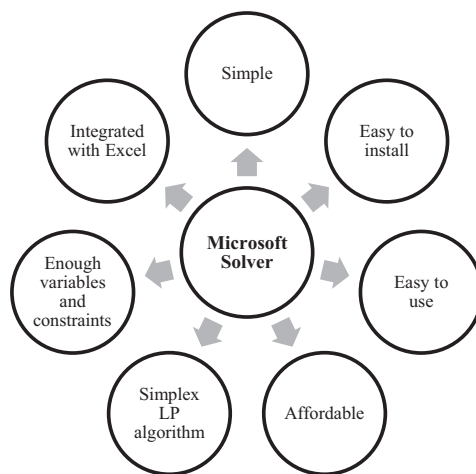 Simple
Easy to
install
Easy to
use
Affordable
Simplex
LP
algorithm
Enough
variables
and
constraints
Integrated
with Excel
Microsoft
Solver